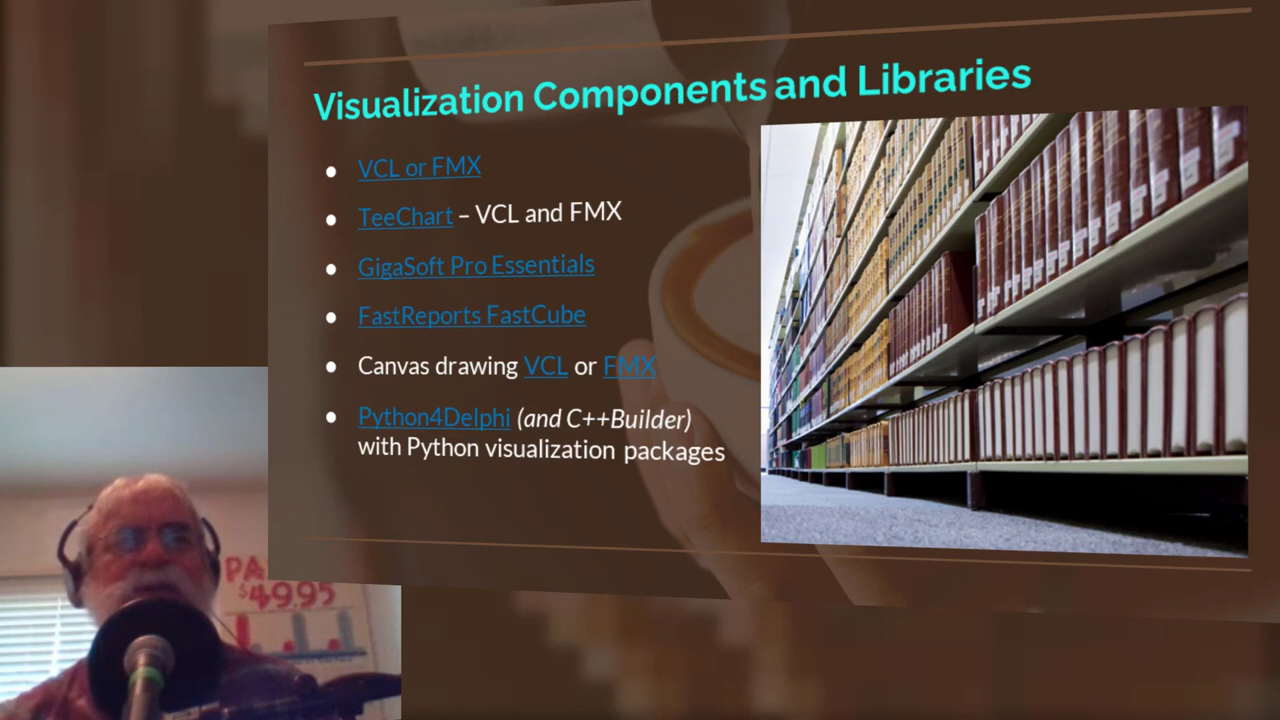 Visualization Components and Libraries
VCL or FMX
TeeChart – VCL and FMX
GigaSoft Pro Essentials
FastReports FastCube
Canvas drawing VCL or FMX
Python4Delphi (and C++Builder)
with Python visualization packages
PA
$49.95